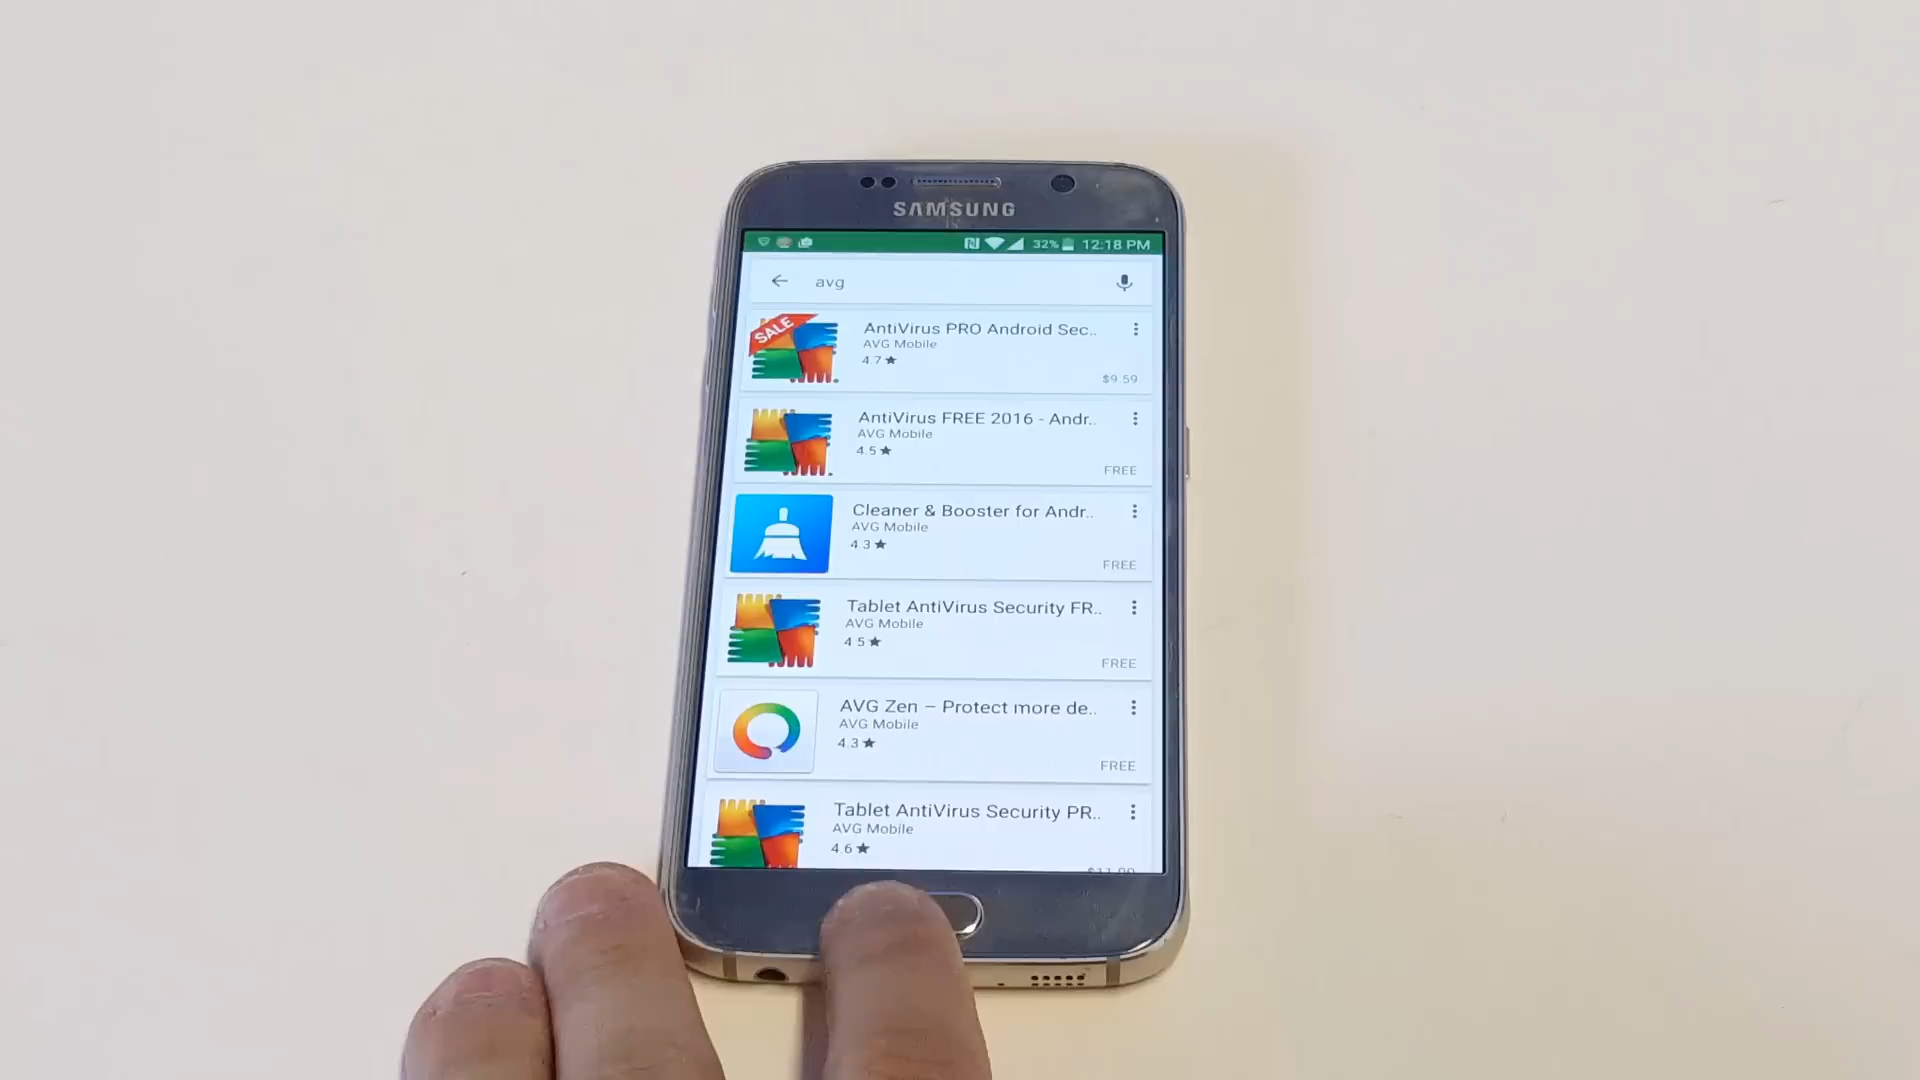 SAMSUNG
32% 12:18 PM
avg
SALE
AntiVirus PRO Android Sec..
AVG Mobile
4.7★
$9.59
AntiVirus FREE 2016 - Andr..
AVG Mobile
4.5★
FREE
Cleaner & Booster for Andr..
AVG Mobile
4.3★
FREE
Tablet AntiVirus Security FR..
AVG Mobile
4.5★
FREE
AVG Zen – Protect more de..
AVG Mobile
4.3★
FREE
Tablet AntiVirus Security PR..
AVG Mobile
4.6★